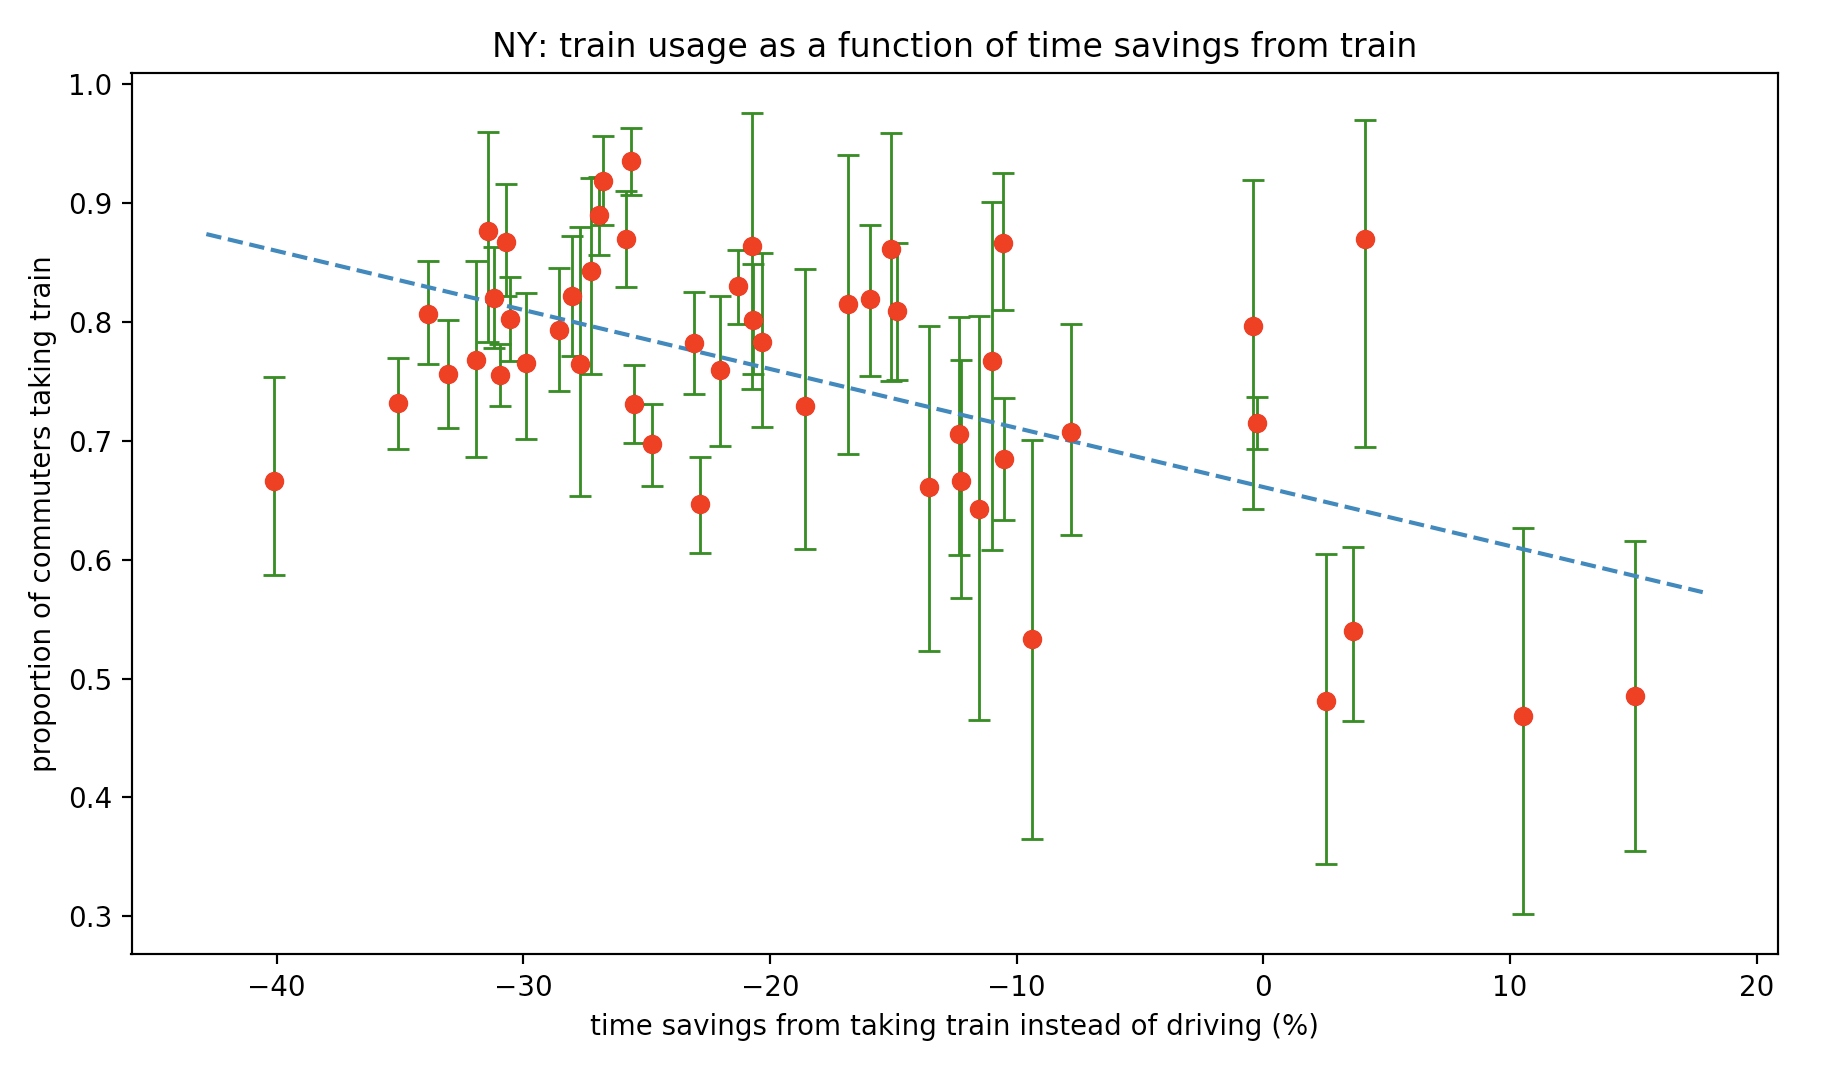 NY: train usage as a function of time savings from train
proportion of commuters taking train
1.0
0.9
0.8
0.7
0.6
0.5
0.4
0.3
−40 −30 −20 −10 0 10 20
time savings from taking train instead of driving (%)